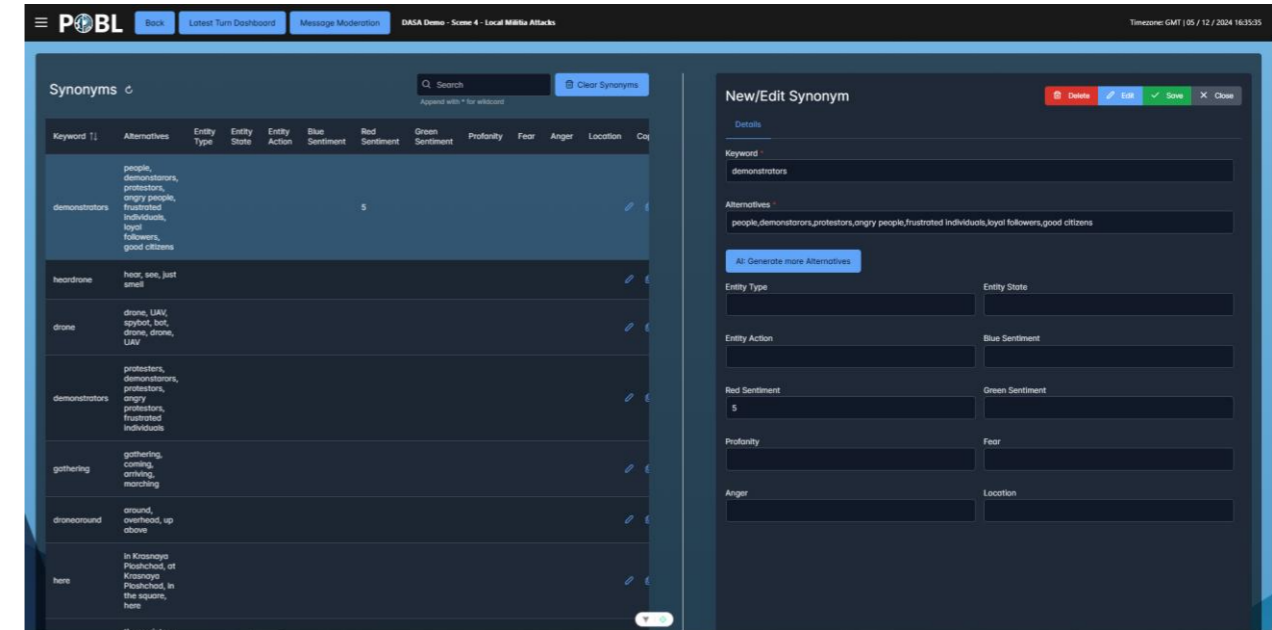 POBL
Back
Latest Turn Dashboard
Message Moderation
DASA Demo - Scene 4 - Local Militia Attacks
Timezone: GMT | 05 / 12 / 2024 16:35:35
Synonyms
Search
Append with * for wildcard
Clear Synonyms
Keyword
Alternatives
Entity Type
Entity State
Entity Action
Blue Sentiment
Red Sentiment
Green Sentiment
Profanity
Fear
Anger
Location
Cop
demonstrators
people,
demonstarors,
protestors,
angry people,
frustrated
individuals,
loyal
followers,
good citizens
5
heardrone
hear, see, just
smell
drone
drone, UAV,
spybot, bot,
drone, drone,
UAV
demonstrators
protesters,
demonstarors,
protestors,
angry
protestors,
frustrated
individuals
gathering
gathering,
coming,
arriving,
marching
dronearound
around,
overhead, up
above
here
in Krasnaya
Ploshchad, at
Krasnaya
Ploshchad, in
the square,
here
New/Edit Synonym
Delete
Edit
Save
Close
Details
Keyword *
demonstrators
Alternatives *
people,demonstarors,protestors,angry people,frustrated individuals,loyal followers,good citizens
AI: Generate more Alternatives
Entity Type
Entity State
Entity Action
Blue Sentiment
Red Sentiment
Green Sentiment
5
Profanity
Fear
Anger
Location